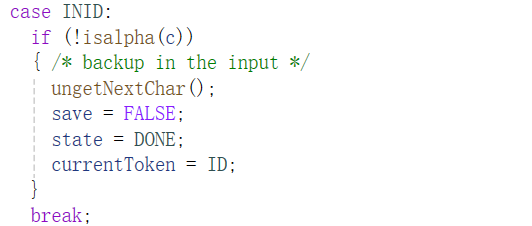 case INID:
if (!isalpha(c))
{ /* backup in the input */
ungetNextChar();
save = FALSE;
state = DONE;
currentToken = ID;
}
break;